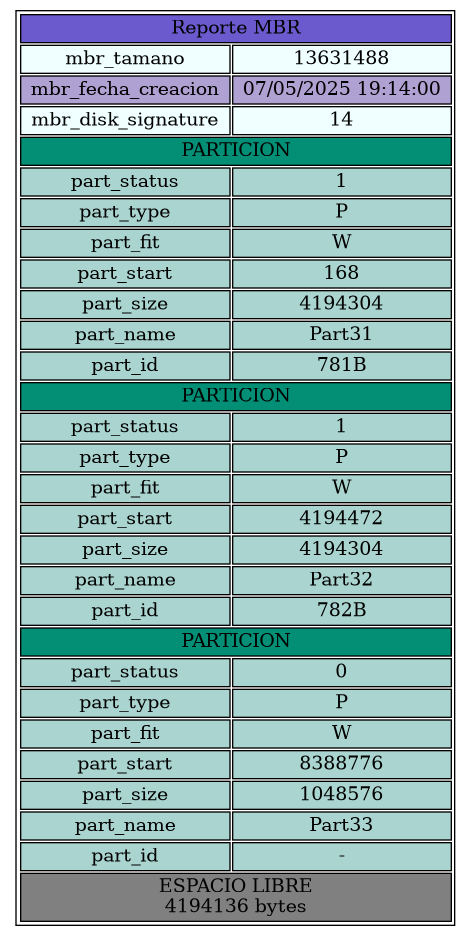 Reporte MBR
mbr_tamano 13631488
mbr_fecha_creacion 07/05/2025 19:14:00
mbr_disk_signature 14
PARTICION
part_status 1
part_type P
part_fit W
part_start 168
part_size 4194304
part_name Part31
part_id 781B
PARTICION
part_status 1
part_type P
part_fit W
part_start 4194472
part_size 4194304
part_name Part32
part_id 782B
PARTICION
part_status 0
part_type P
part_fit W
part_start 8388776
part_size 1048576
part_name Part33
part_id -
ESPACIO LIBRE
4194136 bytes